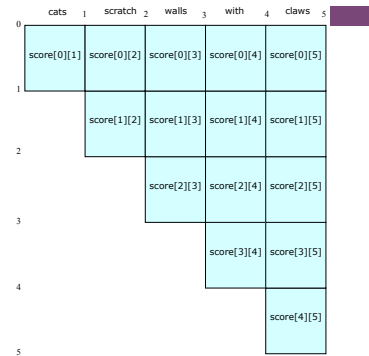 cats 1 scratch 2 walls 3 with 4 claws 5
0
score[0][1] score[0][2] score[0][3] score[0][4] score[0][5]
1
score[1][2] score[1][3] score[1][4] score[1][5]
2
score[2][3] score[2][4] score[2][5]
3
score[3][4] score[3][5]
4
score[4][5]
5